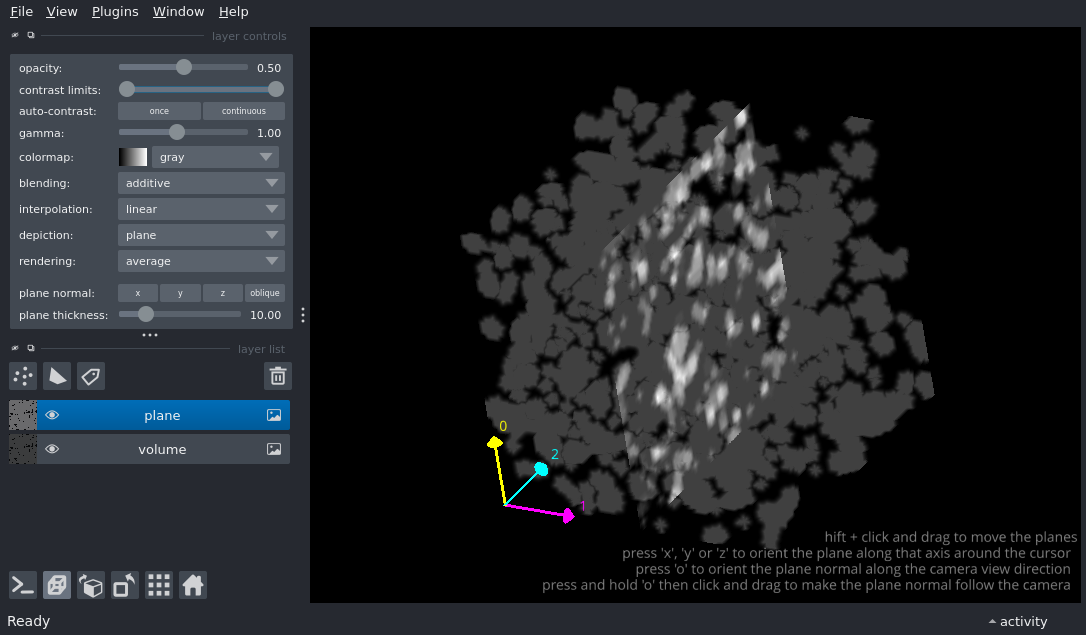 File View Plugins Window Help
layer controls
opacity: 0.50
contrast limits:
auto-contrast: once continuous
gamma: 1.00
colormap: gray
blending: additive
interpolation: linear
depiction: plane
rendering: average
plane normal: x y z oblique
plane thickness: 10.00
layer list
plane
volume
0
2
1
hift + click and drag to move the planes
press 'x', 'y' or 'z' to orient the plane along that axis around the cursor
press 'o' to orient the plane normal along the camera view direction
press and hold 'o' then click and drag to make the plane normal follow the camera
Ready activity